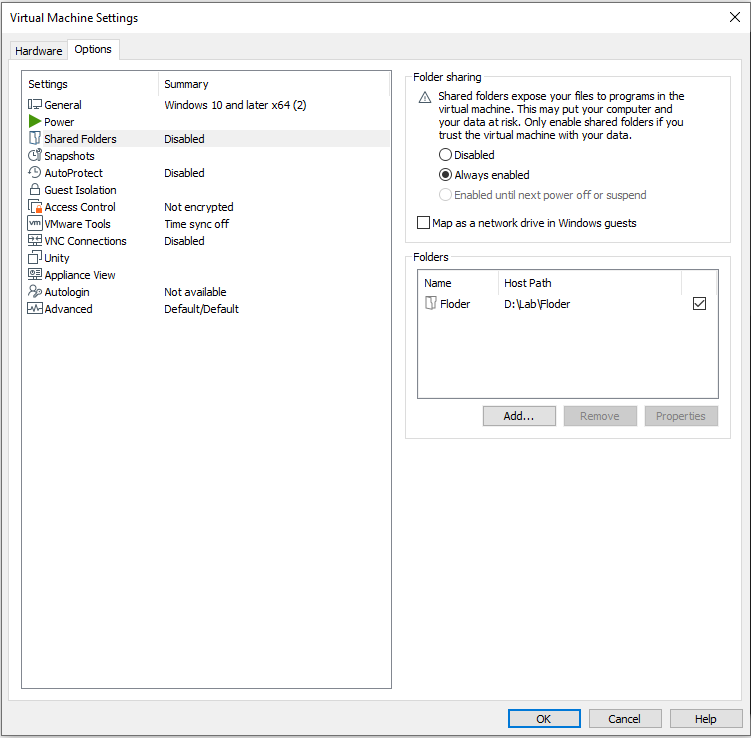 Virtual Machine Settings
Hardware Options
Settings Summary
General Windows 10 and later x64 (2)
Power
Shared Folders Disabled
Snapshots
AutoProtect Disabled
Guest Isolation
Access Control Not encrypted
vm VMware Tools Time sync off
VNC Connections Disabled
Unity
Appliance View
Autologin Not available
Advanced Default/Default
Folder sharing
Shared folders expose your files to programs in the
virtual machine. This may put your computer and
your data at risk. Only enable shared folders if you
trust the virtual machine with your data.
Disabled
Always enabled
Enabled until next power off or suspend
Map as a network drive in Windows guests
Folders
Name Host Path
Floder D:\Lab\Floder
Add... Remove Properties
OK Cancel Help